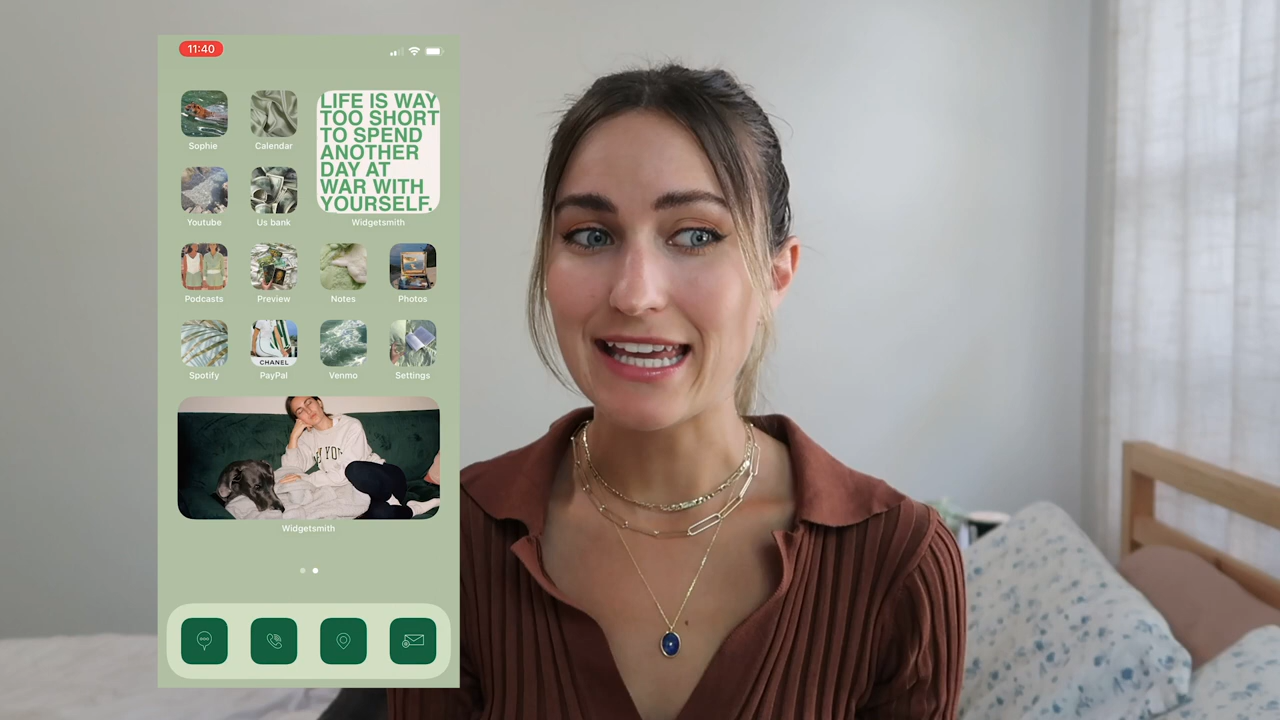 11:40
Sophie
Calendar
LIFE IS WAY
TOO SHORT
TO SPEND
ANOTHER
DAY AT
WAR WITH
YOURSELF.
Youtube
Us bank
Widgetsmith
Podcasts
Preview
Notes
Photos
CHANEL
Spotify
PayPal
Venmo
Settings
Widgetsmith